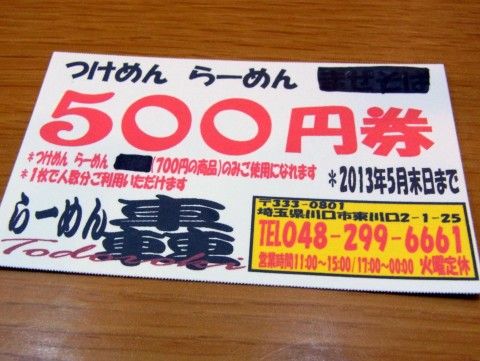 つけめん らーめん まぜそば
500円券
＊つけめん らーめん (700円の商品)のみご使用になれます
＊1枚で人数分ご利用いただけます
＊2013年5月末日まで
らーめん 轟
Todoroki
〒333-0801
埼玉県川口市東川口2-1-25
TEL048-299-6661
営業時間11:00～15:00/17:00～00:00 火曜定休